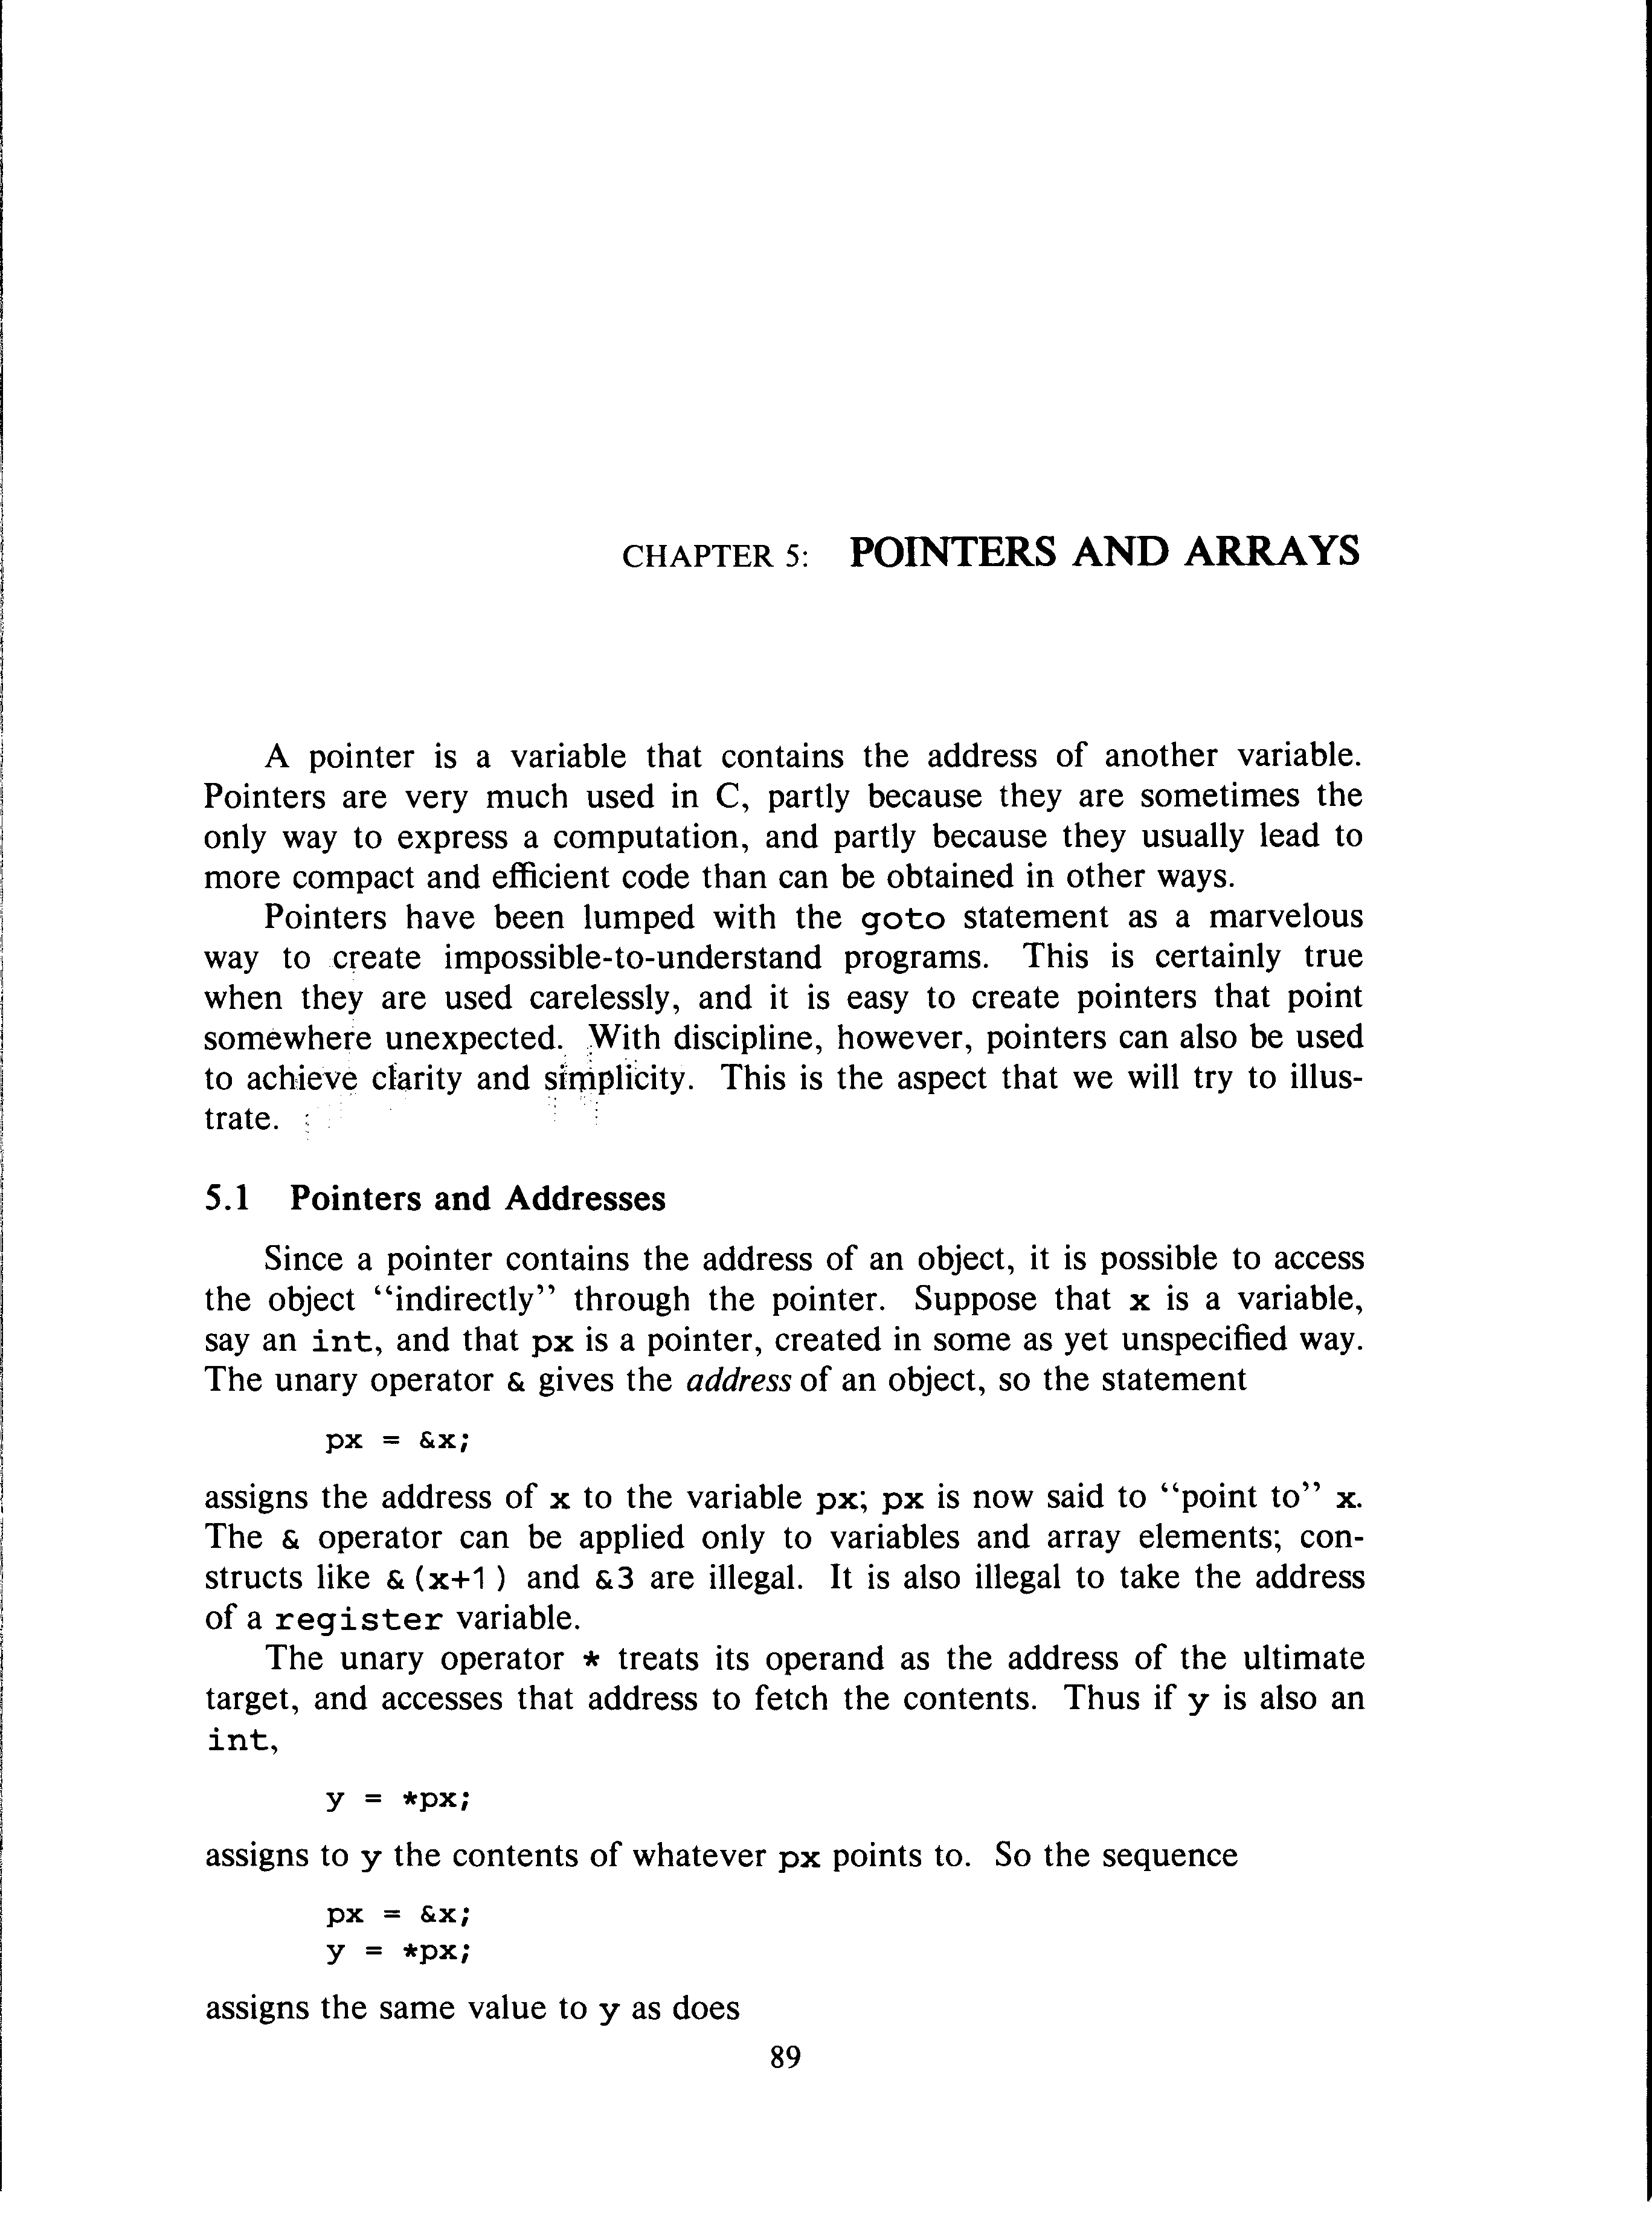 CHAPTER 5: POINTERS AND ARRAYS
A pointer is a variable that contains the address of another variable.
Pointers are very much used in C, partly because they are sometimes the
only way to express a computation, and partly because they usually lead to
more compact and efficient code than can be obtained in other ways.
Pointers have been lumped with the goto statement as a marvelous
way to create impossible-to-understand programs. This is certainly true
when they are used carelessly, and it is easy to create pointers that point
somewhere unexpected. With discipline, however, pointers can also be used
to achieve clarity and simplicity. This is the aspect that we will try to illus-
trate.
5.1 Pointers and Addresses
Since a pointer contains the address of an object, it is possible to access
the object ‘‘indirectly’’ through the pointer. Suppose that x is a variable,
say an int, and that px is a pointer, created in some as yet unspecified way.
The unary operator & gives the address of an object, so the statement
px = &x;
assigns the address of x to the variable px; px is now said to ‘‘point to’’ x.
The & operator can be applied only to variables and array elements; con-
structs like &(x+1) and &3 are illegal. It is also illegal to take the address
of a register variable.
The unary operator * treats its operand as the address of the ultimate
target, and accesses that address to fetch the contents. Thus if y is also an
int,
y = *px;
assigns to y the contents of whatever px points to. So the sequence
px = &x;
y = *px;
assigns the same value to y as does
89